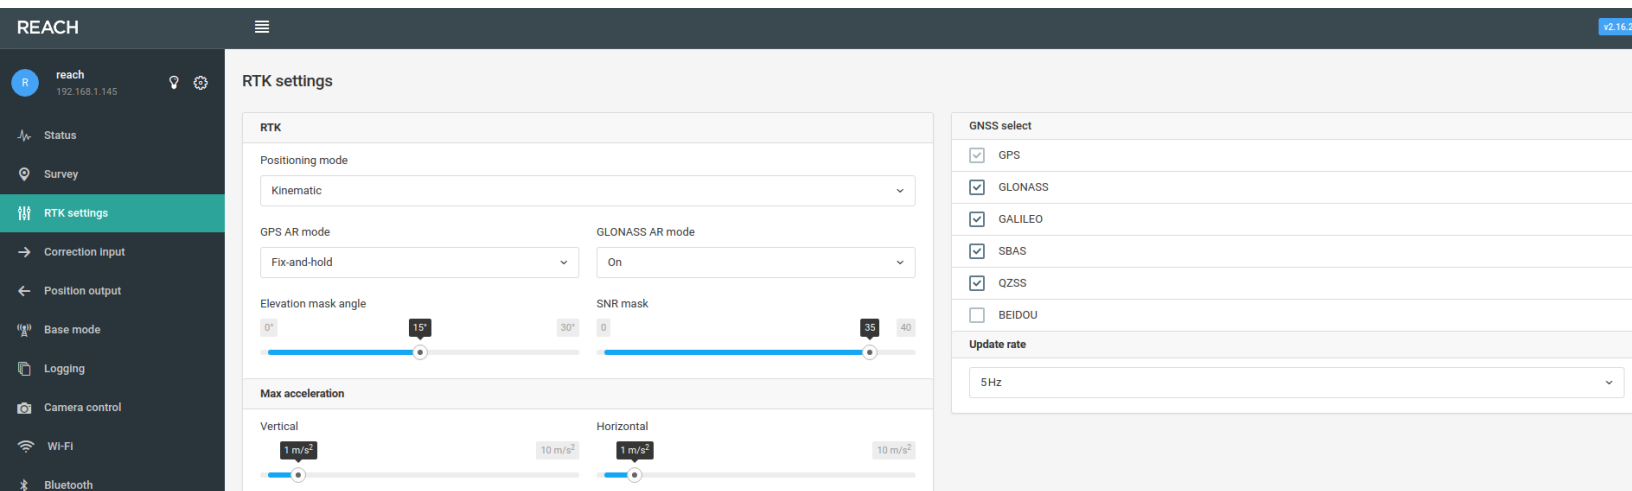 REACH
v2.16.2
R
reach
192.168.1.145
Status
Survey
RTK settings
Correction input
Position output
Base mode
Logging
Camera control
Wi-Fi
Bluetooth
RTK settings
RTK
Positioning mode
Kinematic
GPS AR mode
GLONASS AR mode
Fix-and-hold
On
Elevation mask angle
SNR mask
0° 15° 30°
0 35 40
Max acceleration
Vertical
Horizontal
1 m/s² 10 m/s²
1 m/s² 10 m/s²
GNSS select
GPS
GLONASS
GALILEO
SBAS
QZSS
BEIDOU
Update rate
5Hz